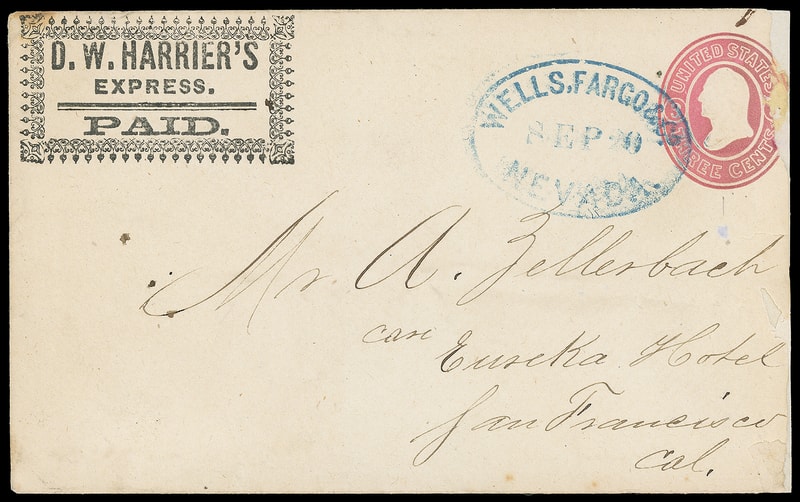 D. W. HARRIER'S
EXPRESS.
PAID.
WELLS, FARGO & Co.
SEP 20
NEVADA.
UNITED STATES
THREE CENTS
Mr. A. Zellerbach
care
Eureka Hotel
San Francisco
Cal.